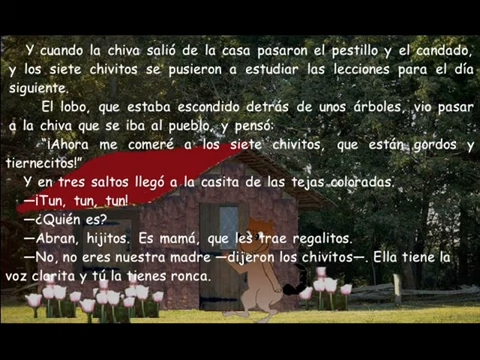 Y cuando la chiva salió de la casa pasaron el pestillo y el candado,
y los siete chivitos se pusieron a estudiar las lecciones para el día
siguiente.
El lobo, que estaba escondido detrás de unos árboles, vio pasar
a la chiva que se iba al pueblo, y pensó:
"¡Ahora me comeré a los siete chivitos, que están gordos y
tiernecitos!"
Y en tres saltos llegó a la casita de las tejas coloradas.
—¡Tun, tun, tun!
—¿Quién es?
—Abran, hijitos. Es mamá, que les trae regalitos.
—No, no eres nuestra madre —dijeron los chivitos—. Ella tiene la
voz clarita y tú la tienes ronca.